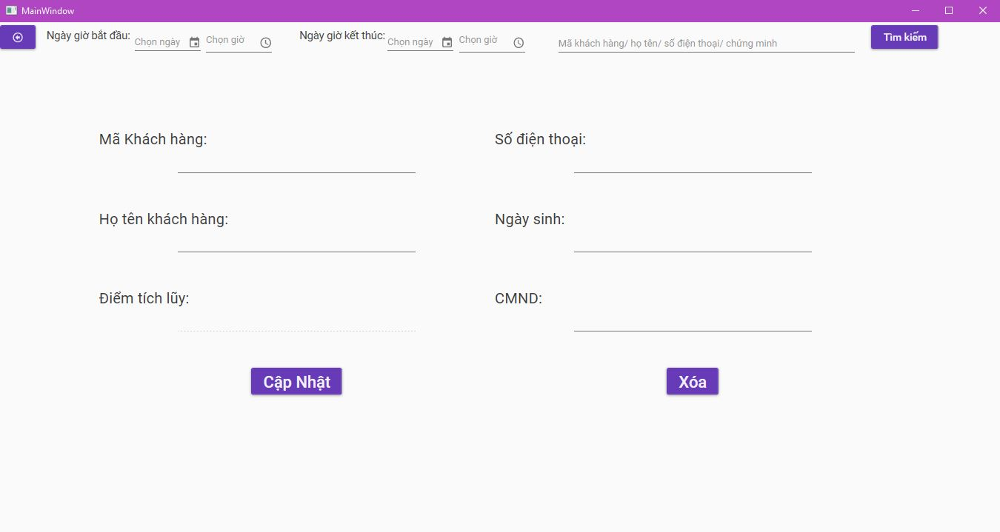 MainWindow
Ngày giờ bắt đầu: Chọn ngày Chọn giờ Ngày giờ kết thúc: Chọn ngày Chọn giờ Mã khách hàng/ họ tên/ số điện thoại/ chứng minh Tìm kiếm
Mã Khách hàng: Số điện thoại:
Họ tên khách hàng: Ngày sinh:
Điểm tích lũy: CMND:
Cập Nhật Xóa